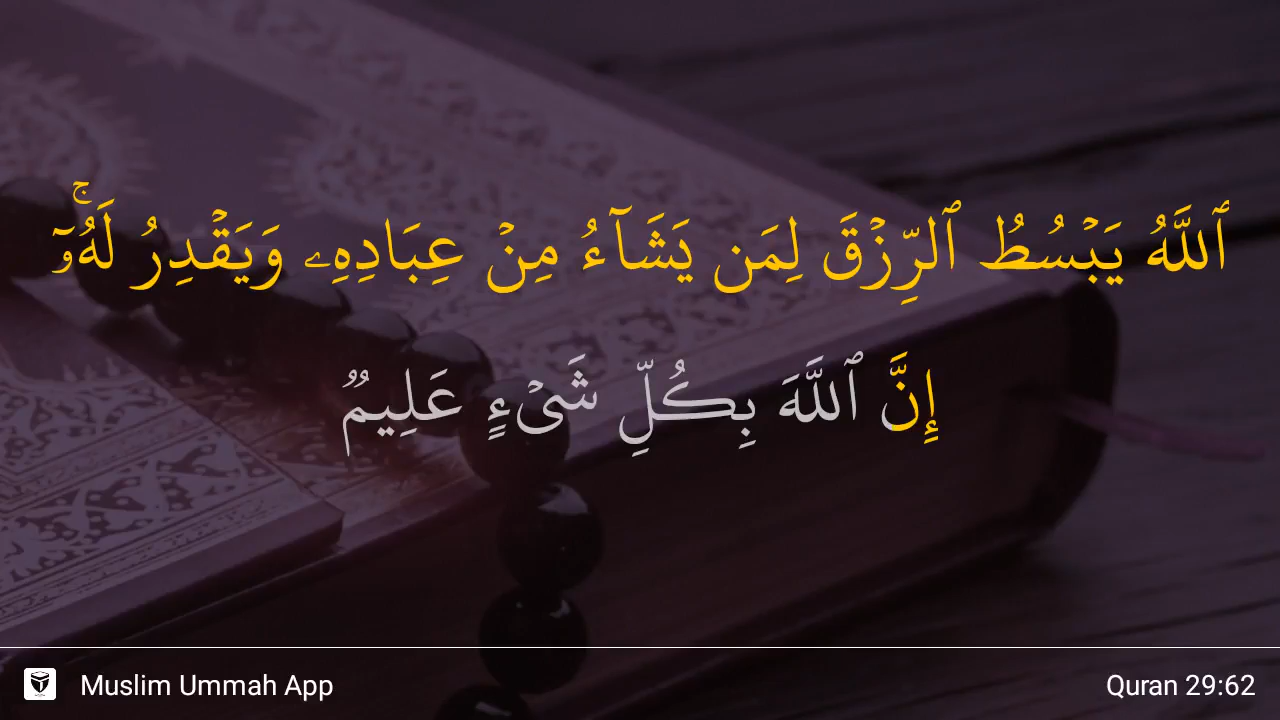 ٱللَّهُ يَبْسُطُ ٱلرِّزْقَ لِمَن يَشَآءُ مِنْ عِبَادِهِۦ وَيَقْدِرُ لَهُۥٓ ۚ
إِنَّ ٱللَّهَ بِكُلِّ شَىْءٍ عَلِيمٌ
Muslim Ummah App
Quran 29:62